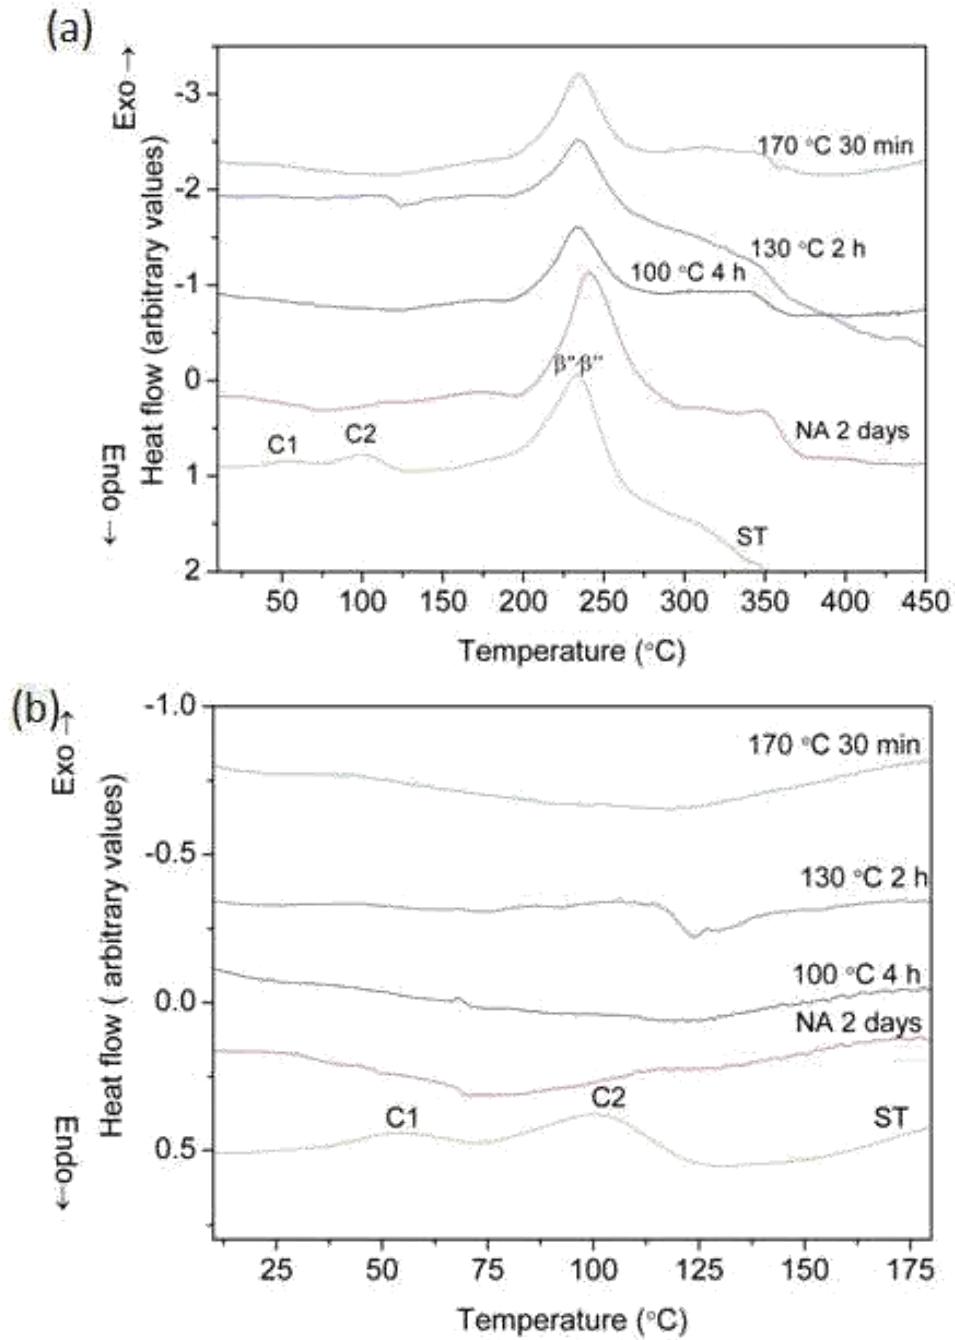 (a)
Exo →
Heat flow (arbitrary values)
Endo →
-3
-2
-1
0
1
2
170 °C 30 min
130 °C 2 h
100 °C 4 h
β'' β''
NA 2 days
C1
C2
ST
50 100 150 200 250 300 350 400 450
Temperature (°C)
(b)
Exo→
Heat flow ( arbitrary values)
Endo→
-1.0
-0.5
0.0
0.5
170 °C 30 min
130 °C 2 h
100 °C 4 h
NA 2 days
C1
C2
ST
25 50 75 100 125 150 175
Temperature (°C)